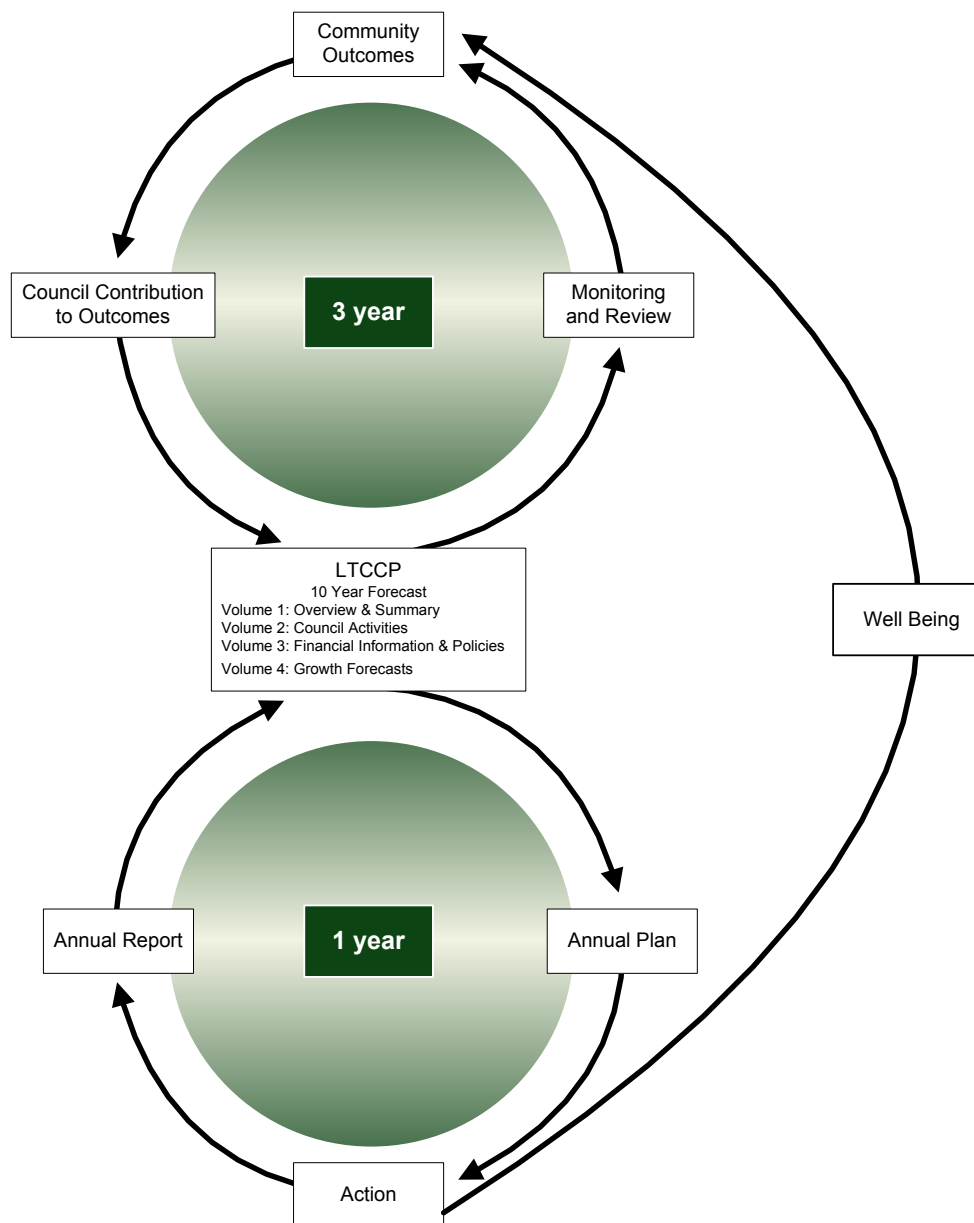 Community
Outcomes
Council Contribution
to Outcomes
3 year
Monitoring
and Review
LTCCP
10 Year Forecast
Volume 1: Overview & Summary
Volume 2: Council Activities
Volume 3: Financial Information & Policies
Volume 4: Growth Forecasts
Well Being
Annual Report
1 year
Annual Plan
Action